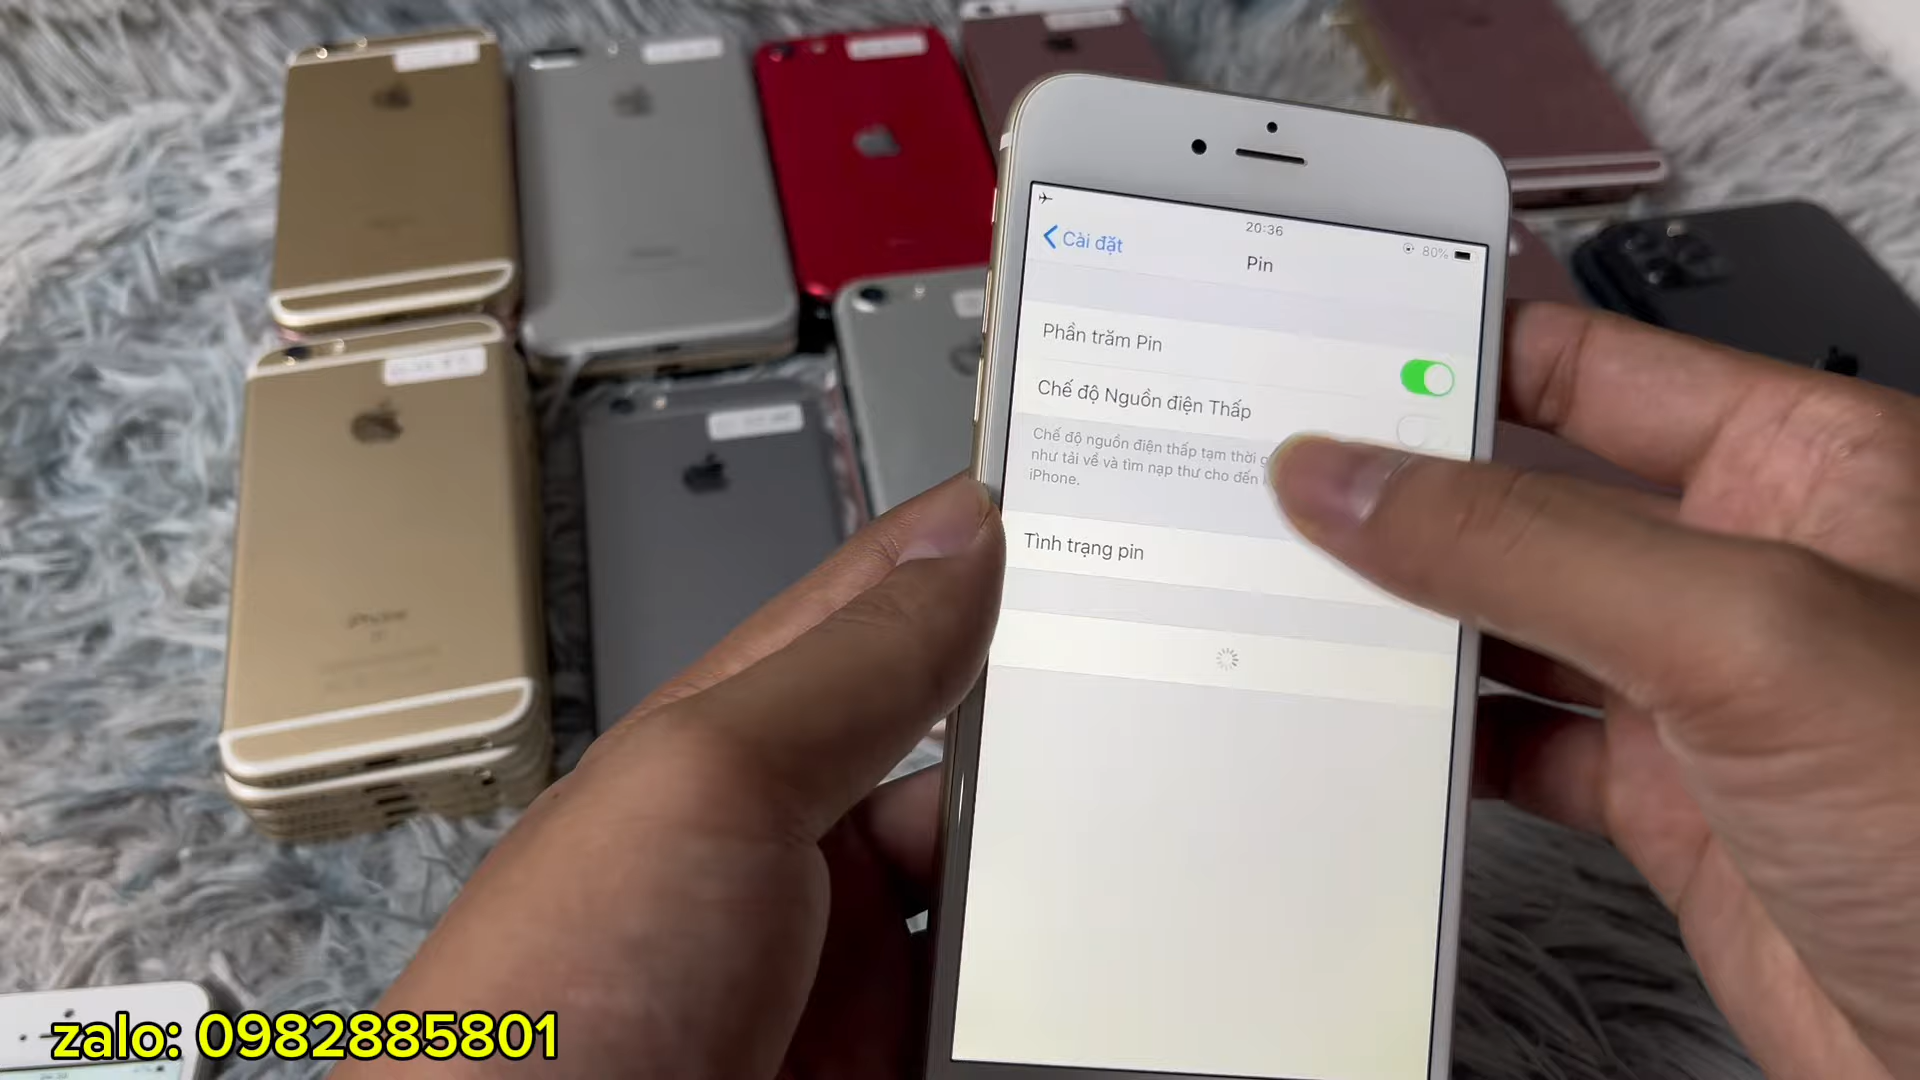 20:36
80%
Cài đặt
Pin
Phần trăm Pin
Chế độ Nguồn điện Thấp
Chế độ nguồn điện thấp tạm thời
như tải về và tìm nạp thư cho đến
iPhone.
Tình trạng pin
iPhone
zalo: 0982885801